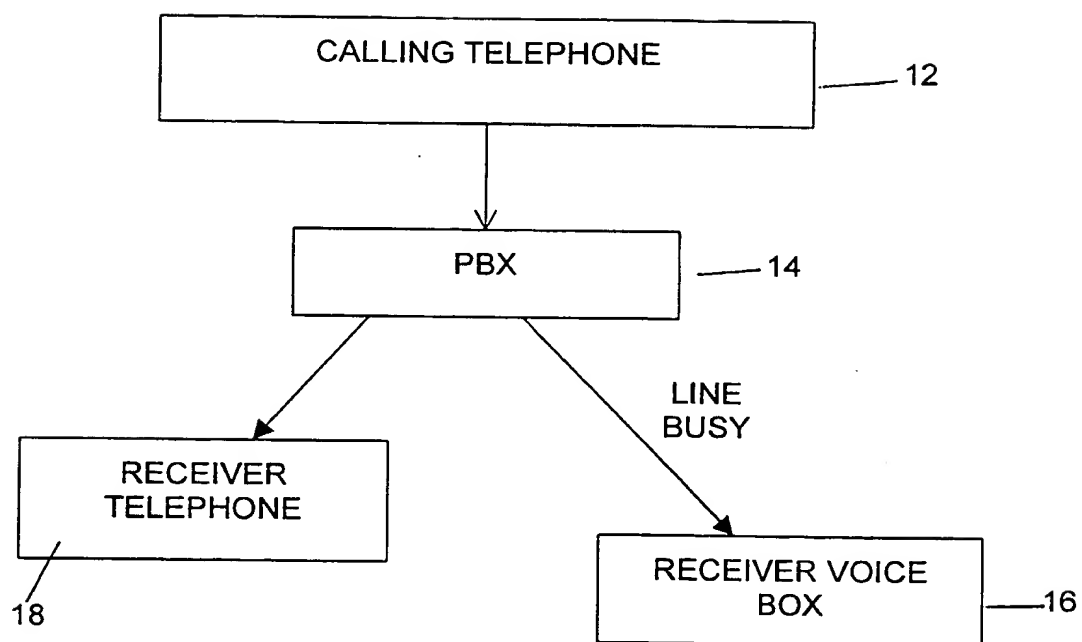 CALLING TELEPHONE
12
PBX
14
LINE
BUSY
RECEIVER
TELEPHONE
18
RECEIVER VOICE
BOX
16